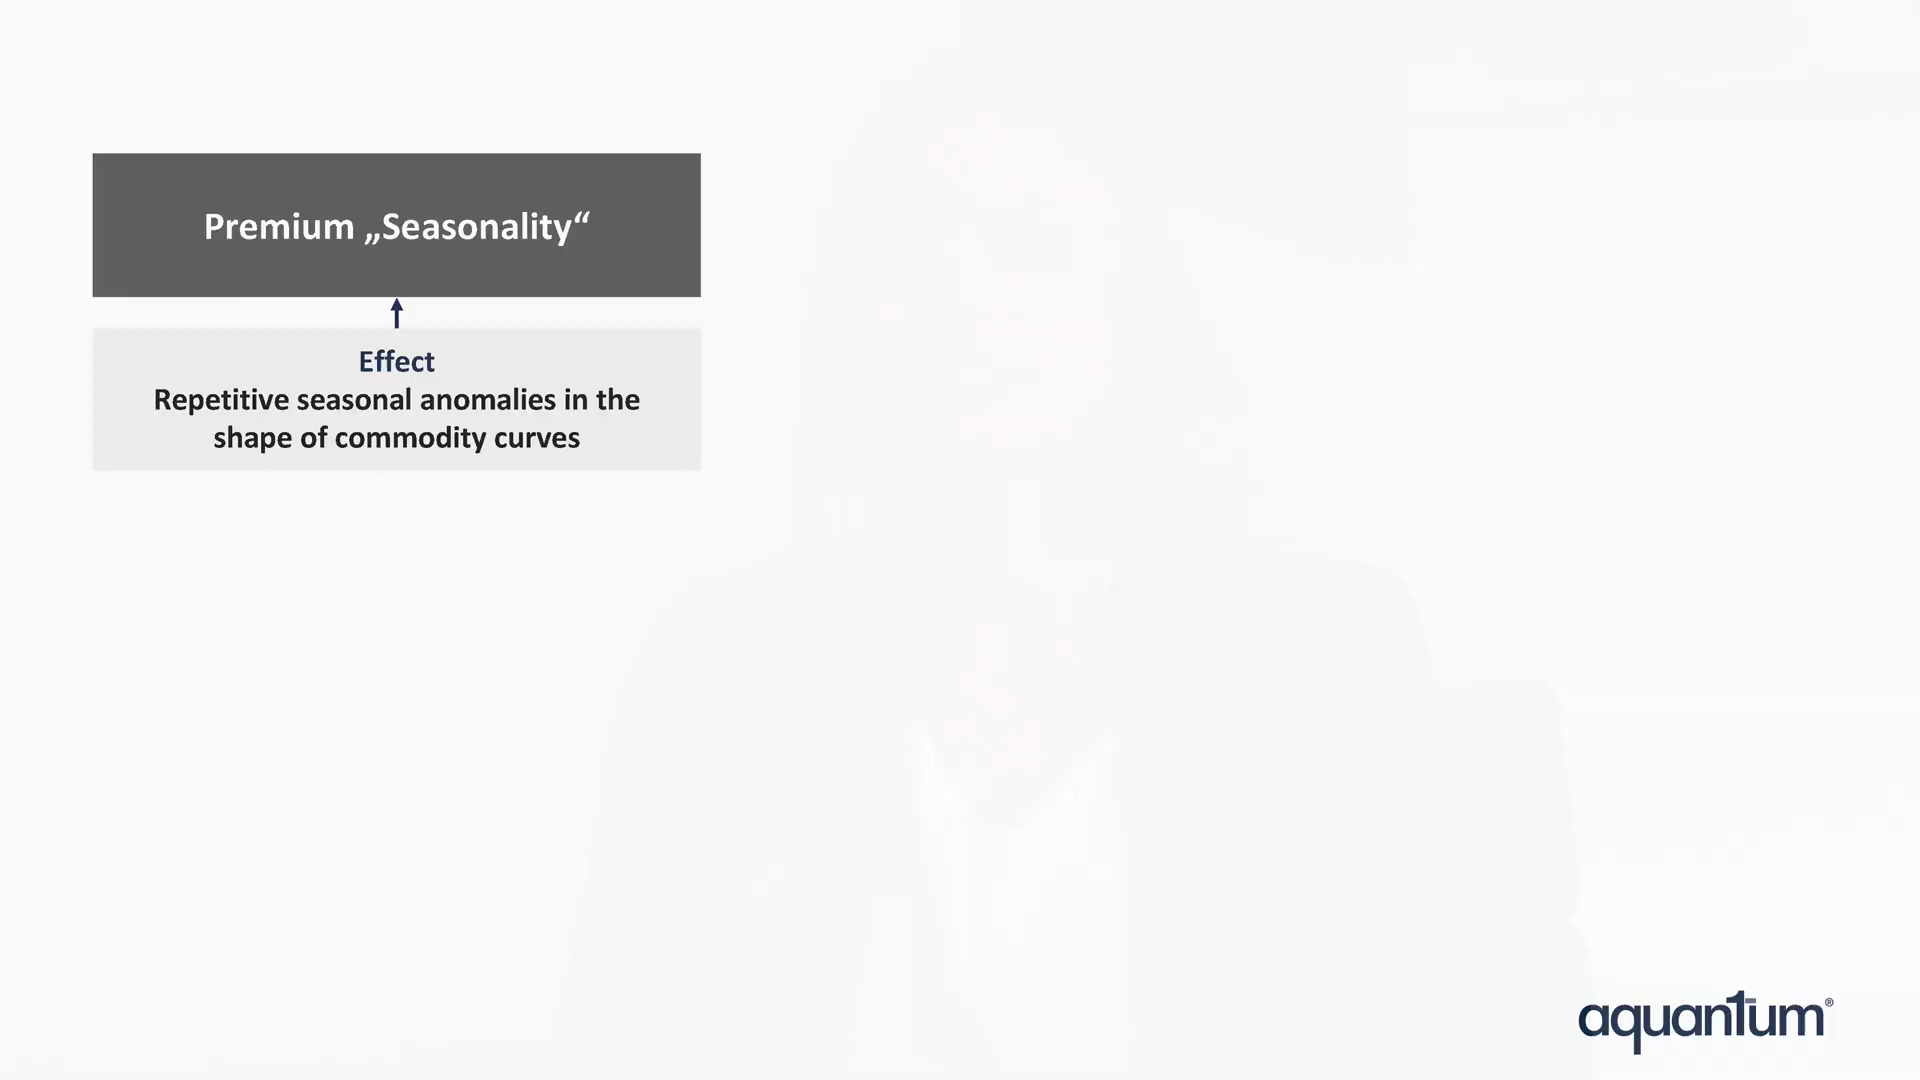 Premium „Seasonality“
Effect
Repetitive seasonal anomalies in the
shape of commodity curves
aquantum®